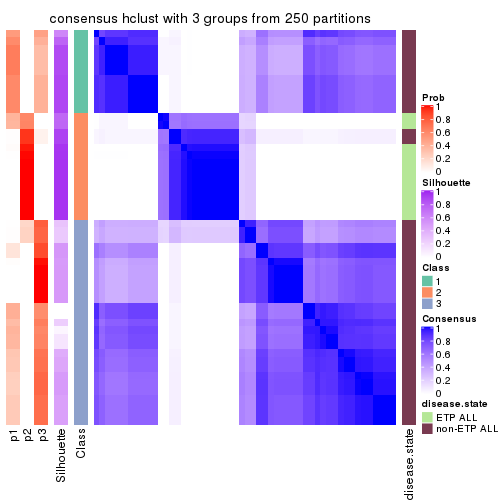 consensus hclust with 3 groups from 250 partitions
Prob
1
0.8
0.6
0.4
0.2
0
Silhouette
1
0.8
0.6
0.4
0.2
0
Class
1
2
3
Consensus
1
0.8
0.6
0.4
0.2
0
disease.state
ETP ALL
non-ETP ALL
p1
p2
p3
Silhouette
Class
disease.state